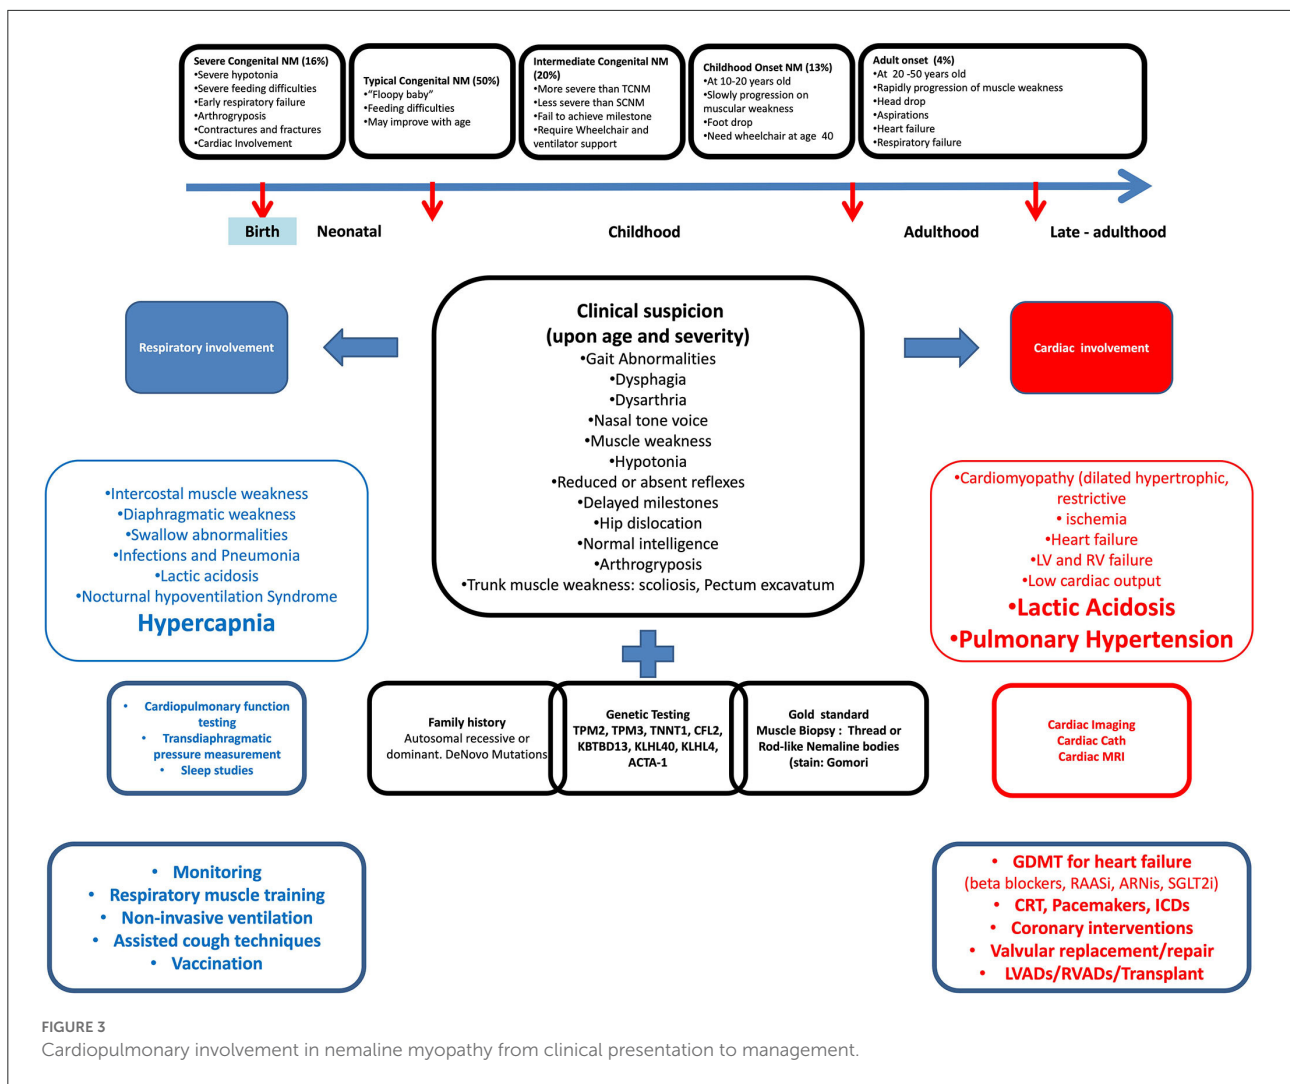 Severe Congenital NM (16%)
•Severe hypotonia
•Severe feeding difficulties
•Early respiratory failure
•Arthrogryposis
•Contractures and fractures
•Cardiac Involvement
Typical Congenital NM (50%)
•“Floopy baby”
•Feeding difficulties
•May improve with age
Intermediate Congenital NM
(20%)
•More severe than TCNM
•Less severe than SCNM
•Fail to achieve milestone
•Require Wheelchair and
ventilator support
Childhood Onset NM (13%)
•At 10-20 years old
•Slowly progression on
muscular weakness
•Foot drop
•Need wheelchair at age 40
Adult onset (4%)
•At 20 -50 years old
•Rapidly progression of muscle weakness
•Head drop
•Aspirations
•Heart failure
•Respiratory failure
Birth
Neonatal
Childhood
Adulthood
Late - adulthood
Respiratory involvement
Clinical suspicion
(upon age and severity)
•Gait Abnormalities
•Dysphagia
•Dysarthria
•Nasal tone voice
•Muscle weakness
•Hypotonia
•Reduced or absent reflexes
•Delayed milestones
•Hip dislocation
•Normal intelligence
•Arthrogryposis
•Trunk muscle weakness: scoliosis, Pectum excavatum
Cardiac involvement
•Intercostal muscle weakness
•Diaphragmatic weakness
•Swallow abnormalities
•Infections and Pneumonia
•Lactic acidosis
•Nocturnal hypoventilation Syndrome
Hypercapnia
•Cardiomyopathy (dilated hypertrophic,
restrictive
• ischemia
•Heart failure
•LV and RV failure
•Low cardiac output
•Lactic Acidosis
•Pulmonary Hypertension
• Cardiopulmonary function
testing
• Transdiaphragmatic
pressure measurement
• Sleep studies
Family history
Autosomal recessive or
dominant. DeNovo Mutations
Genetic Testing
TPM2, TPM3, TNNT1, CFL2,
KBTBD13, KLHL40, KLHL4,
ACTA-1
Gold standard
Muscle Biopsy : Thread or
Rod-like Nemaline bodies
(stain: Gomori
Cardiac Imaging
Cardiac Cath
Cardiac MRI
• Monitoring
• Respiratory muscle training
• Non-invasive ventilation
• Assisted cough techniques
• Vaccination
• GDMT for heart failure
(beta blockers, RAASi, ARNis, SGLT2i)
• CRT, Pacemakers, ICDs
• Coronary interventions
• Valvular replacement/repair
• LVADs/RVADs/Transplant
FIGURE 3
Cardiopulmonary involvement in nemaline myopathy from clinical presentation to management.